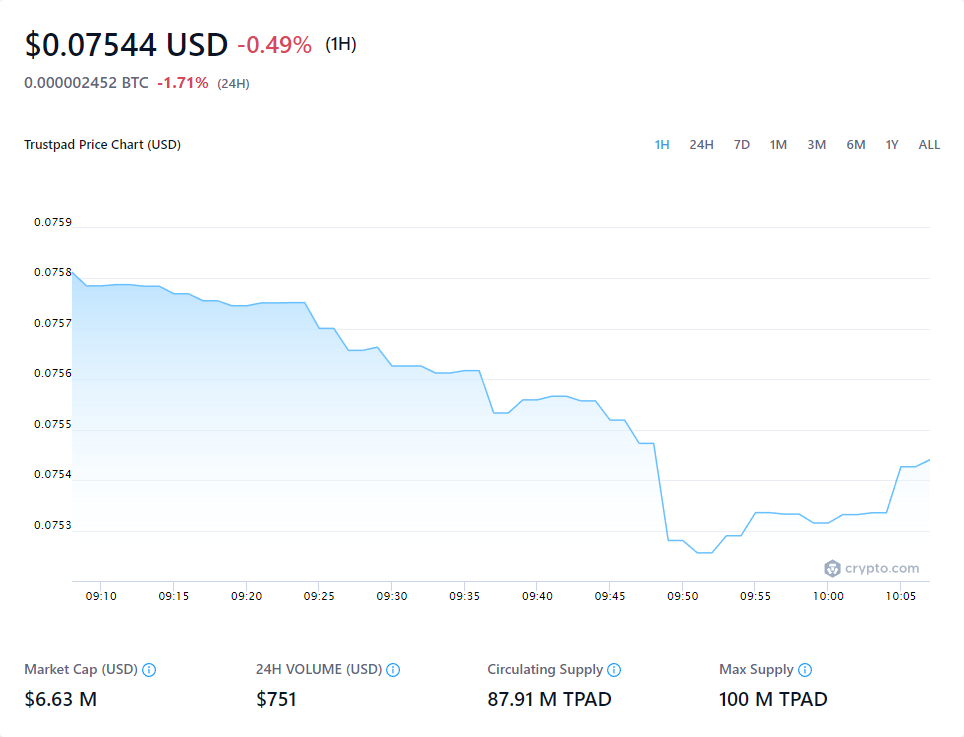 $0.07544 USD -0.49% (1H)
0.000002452 BTC -1.71% (24H)
Trustpad Price Chart (USD) 1H 24H 7D 1M 3M 6M 1Y ALL
0.0759
0.0758
0.0757
0.0756
0.0755
0.0754
0.0753
crypto.com
09:10 09:15 09:20 09:25 09:30 09:35 09:40 09:45 09:50 09:55 10:00 10:05
Market Cap (USD) 24H VOLUME (USD) Circulating Supply Max Supply
$6.63 M $751 87.91 M TPAD 100 M TPAD